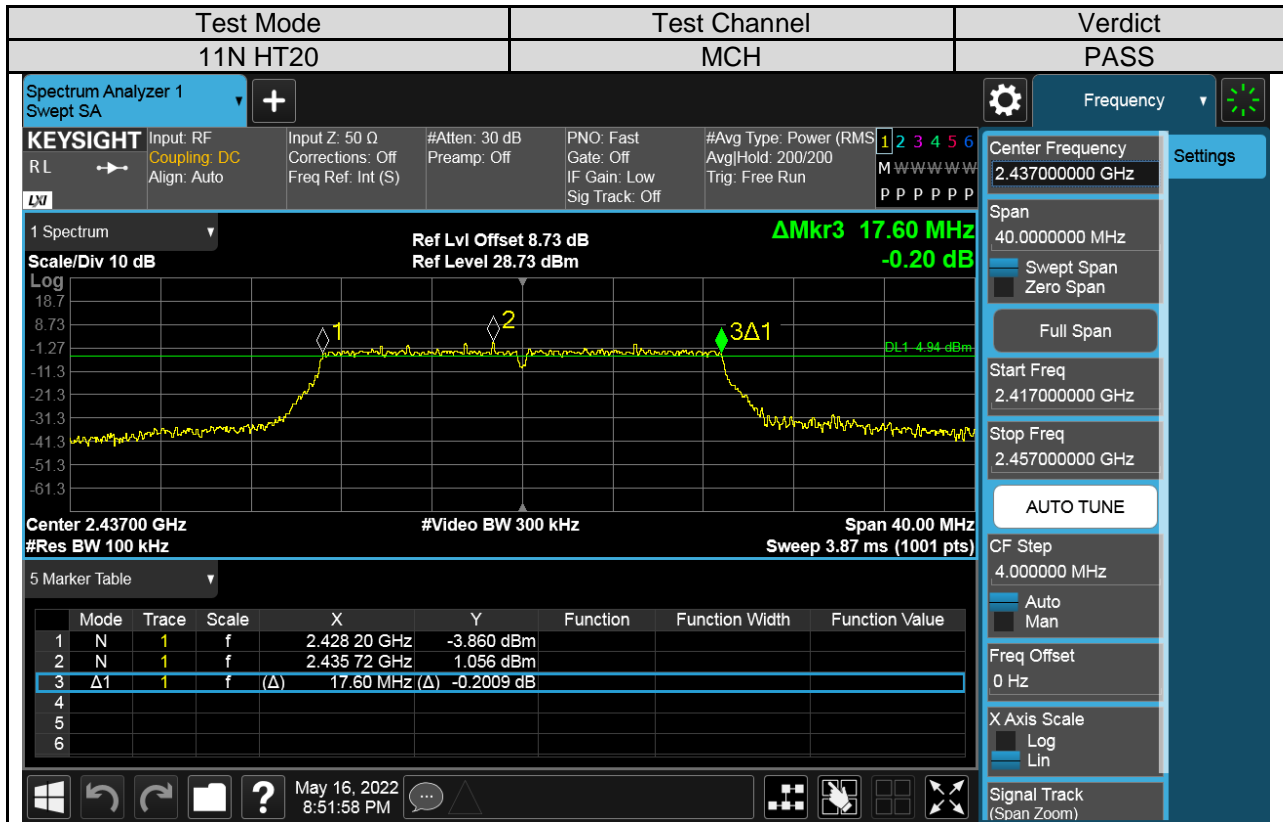 Test Mode Test Channel Verdict
11N HT20 MCH PASS
Spectrum Analyzer 1
Swept SA
+
Frequency
KEYSIGHT Input: RF Input Z: 50 Ω #Atten: 30 dB PNO: Fast #Avg Type: Power (RMS 1 2 3 4 5 6
RL Coupling: DC Corrections: Off Preamp: Off Gate: Off Avg|Hold: 200/200 M W W W W W
Align: Auto Freq Ref: Int (S) IF Gain: Low Trig: Free Run
LXI Sig Track: Off P P P P P P
1 Spectrum
Ref Lvl Offset 8.73 dB ΔMkr3 17.60 MHz
Scale/Div 10 dB Ref Level 28.73 dBm -0.20 dB
Log
18.7
8.73
-1.27
-11.3
-21.3
-31.3
-41.3
-51.3
-61.3
1
2
3Δ1
DL1 -4.94 dBm
Center 2.43700 GHz #Video BW 300 kHz Span 40.00 MHz
#Res BW 100 kHz Sweep 3.87 ms (1001 pts)
5 Marker Table
Mode Trace Scale X Y Function Function Width Function Value
1 N 1 f 2.428 20 GHz -3.860 dBm
2 N 1 f 2.435 72 GHz 1.056 dBm
3 Δ1 1 f (Δ) 17.60 MHz (Δ) -0.2009 dB
4
5
6
Center Frequency
2.437000000 GHz
Settings
Span
40.0000000 MHz
Swept Span
Zero Span
Full Span
Start Freq
2.417000000 GHz
Stop Freq
2.457000000 GHz
AUTO TUNE
CF Step
4.000000 MHz
Auto
Man
Freq Offset
0 Hz
X Axis Scale
Log
Lin
Signal Track
(Span Zoom)
?
May 16, 2022
8:51:58 PM